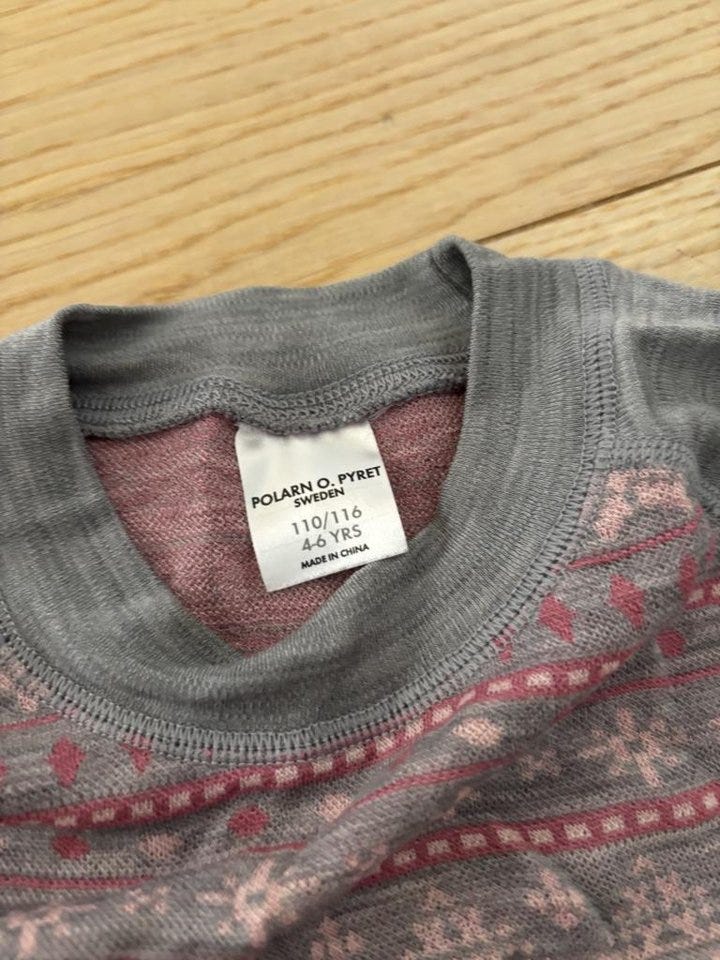 POLARN O. PYRET
SWEDEN
110/116
4-6 YRS
MADE IN CHINA